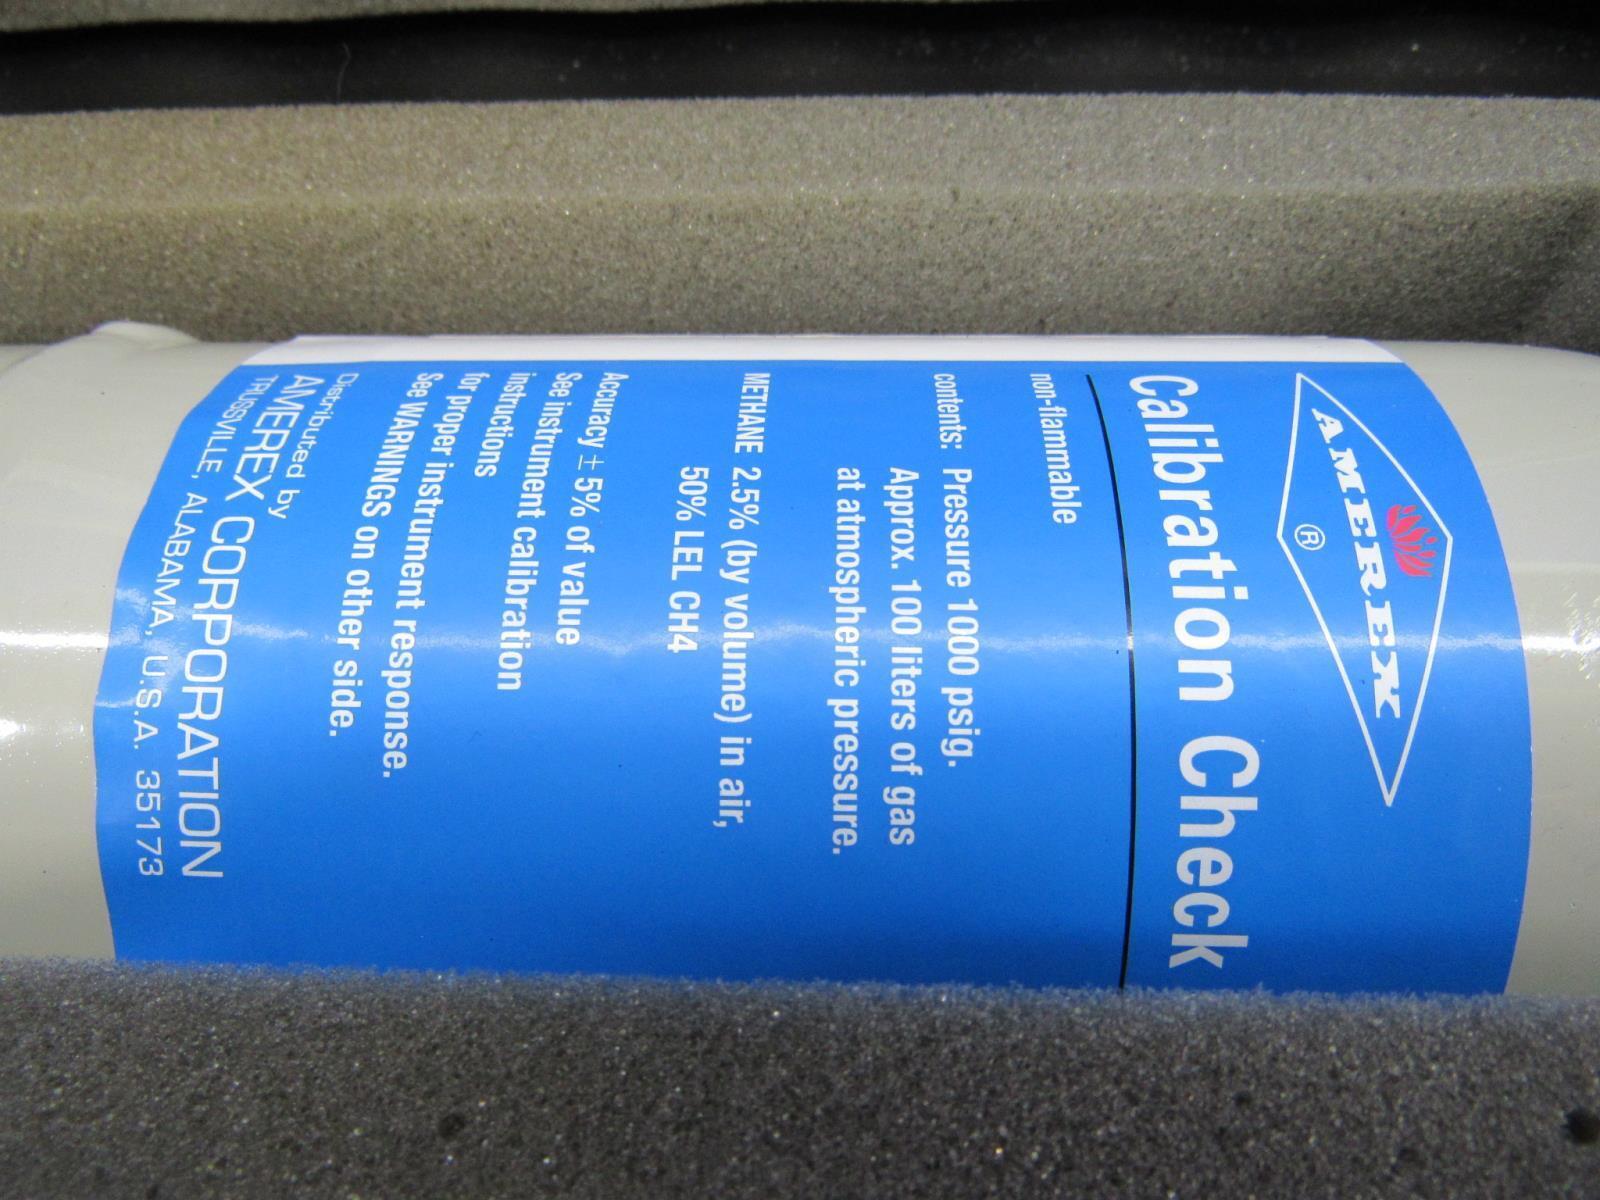 AMEREX
®
Calibration Check
non-flammable
contents: Pressure 1000 psig.
Approx. 100 liters of gas
at atmospheric pressure.
METHANE 2.5% (by volume) in air,
50% LEL CH4
Accuracy ± 5% of value
See instrument calibration
instructions
for proper instrument response.
See WARNINGS on other side.
Distributed by
AMEREX CORPORATION
TRUSSVILLE, ALABAMA, U.S.A. 35173